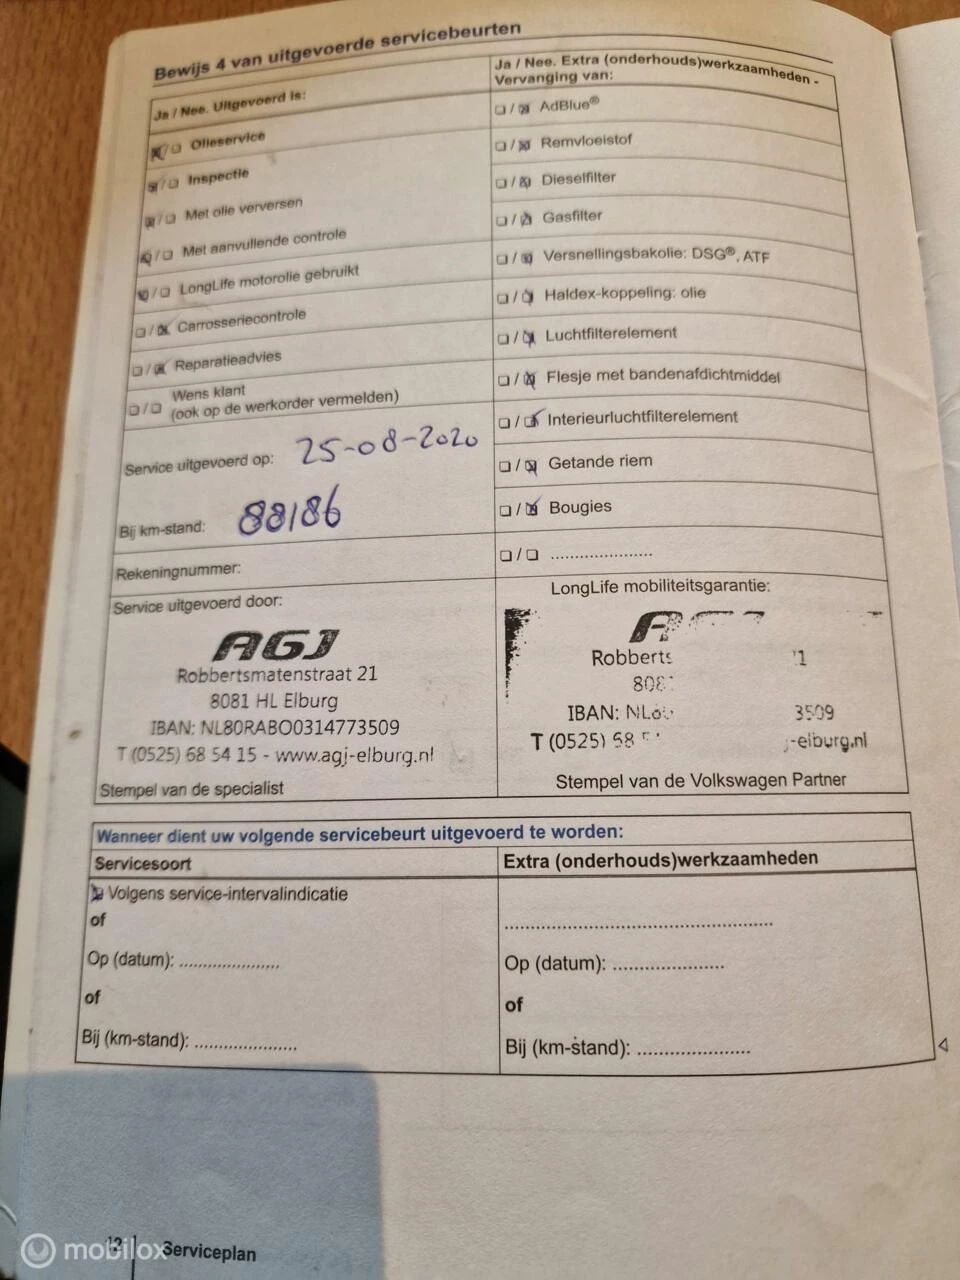 Bewijs 4 van uitgevoerde servicebeurten
Ja / Nee. Uitgevoerd is:
Olieservice
Inspectie
Met olie verversen
Met aanvullende controle
LongLife motorolie gebruikt
Carrosseriecontrole
Reparatieadvies
Wens klant
(ook op de werkorder vermelden)
Service uitgevoerd op: 25-08-2020
Bij km-stand: 88186
Rekeningnummer:
Service uitgevoerd door:
AGJ
Robbertsmatenstraat 21
8081 HL Elburg
IBAN: NL80RABO0314773509
T (0525) 68 54 15 - www.agj-elburg.nl
Stempel van de specialist
Ja / Nee. Extra (onderhouds)werkzaamheden -
Vervanging van:
AdBlue®
Remvloeistof
Dieselfilter
Gasfilter
Versnellingsbakolie: DSG®, ATF
Haldex-koppeling: olie
Luchtfilterelement
Flesje met bandenafdichtmiddel
Interieurluchtfilterelement
Getande riem
Bougies
.....................
LongLife mobiliteitsgarantie:
IBAN: 3509
T (0525) 68
j-elburg.nl
Stempel van de Volkswagen Partner
Wanneer dient uw volgende servicebeurt uitgevoerd te worden:
Servicesoort
Volgens service-intervalindicatie
of
Op (datum): .....................
of
Bij (km-stand): .....................
Extra (onderhouds)werkzaamheden
.....................
Op (datum): .....................
of
Bij (km-stand): .....................
12 Serviceplan
mobilox